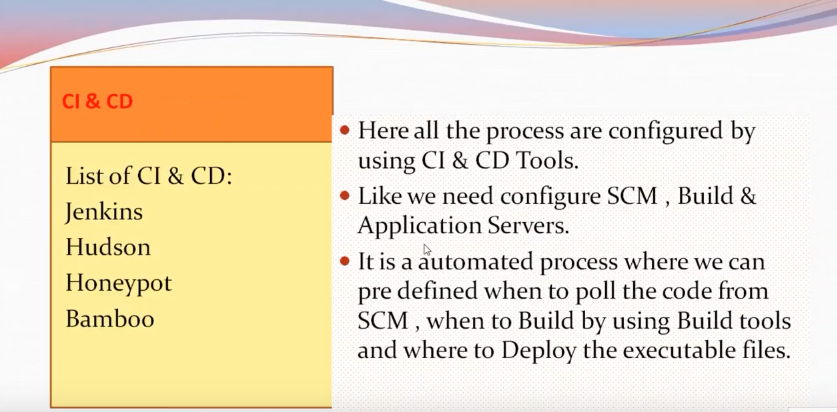 CI & CD
List of CI & CD:
Jenkins
Hudson
Honeypot
Bamboo
• Here all the process are configured by
using CI & CD Tools.
• Like we need configure SCM , Build &
Application Servers.
• It is a automated process where we can
pre defined when to poll the code from
SCM , when to Build by using Build tools
and where to Deploy the executable files.